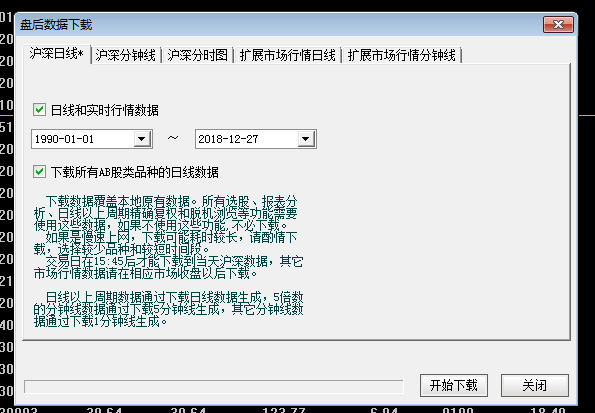 盘后数据下载
沪深日线* 沪深分钟线 沪深分时图 扩展市场行情日线 扩展市场行情分钟线
日线和实时行情数据
1990-01-01 ～ 2018-12-27
下载所有AB股类品种的日线数据
下载数据覆盖本地原有数据。所有选股、报表分
析、日线以上周期精确复权和脱机浏览等功能需要
使用这些数据，如果不使用这些功能,不必下载。
如果是慢速上网，下载可能耗时较长，请酌情下
载，选择较少品种和较短时间段。
交易日在15:45后才能下载到当天沪深数据，其它
市场行情数据请在相应市场收盘以后下载。
日线以上周期数据通过下载日线数据生成，5倍数
的分钟线数据通过下载5分钟线生成，其它分钟线数
据通过下载1分钟线生成。
开始下载 关闭